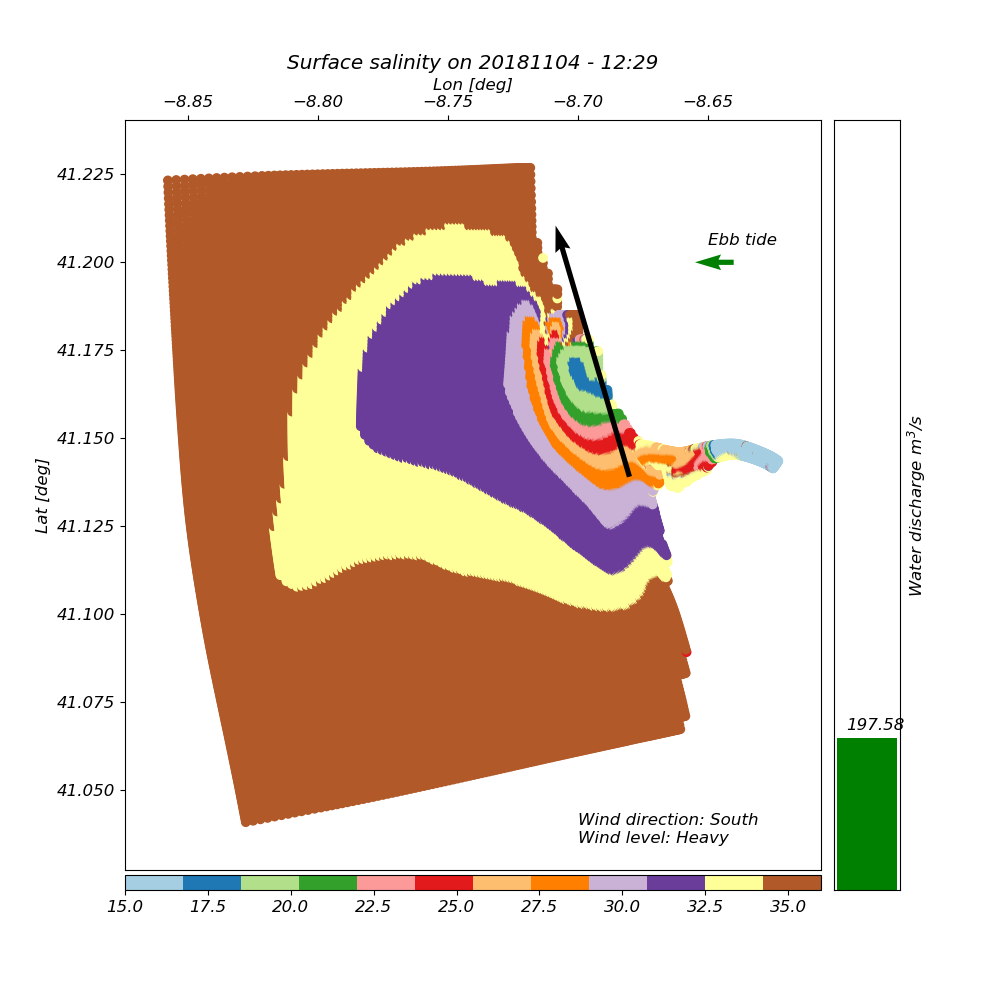 Surface salinity on 20181104 - 12:29
Lon [deg]
−8.85 −8.80 −8.75 −8.70 −8.65
41.225
Ebb tide
41.200
41.175
41.150
Lat [deg]
41.125
41.100
41.075
41.050
Water discharge m³/s
197.58
Wind direction: South
Wind level: Heavy
15.0 17.5 20.0 22.5 25.0 27.5 30.0 32.5 35.0